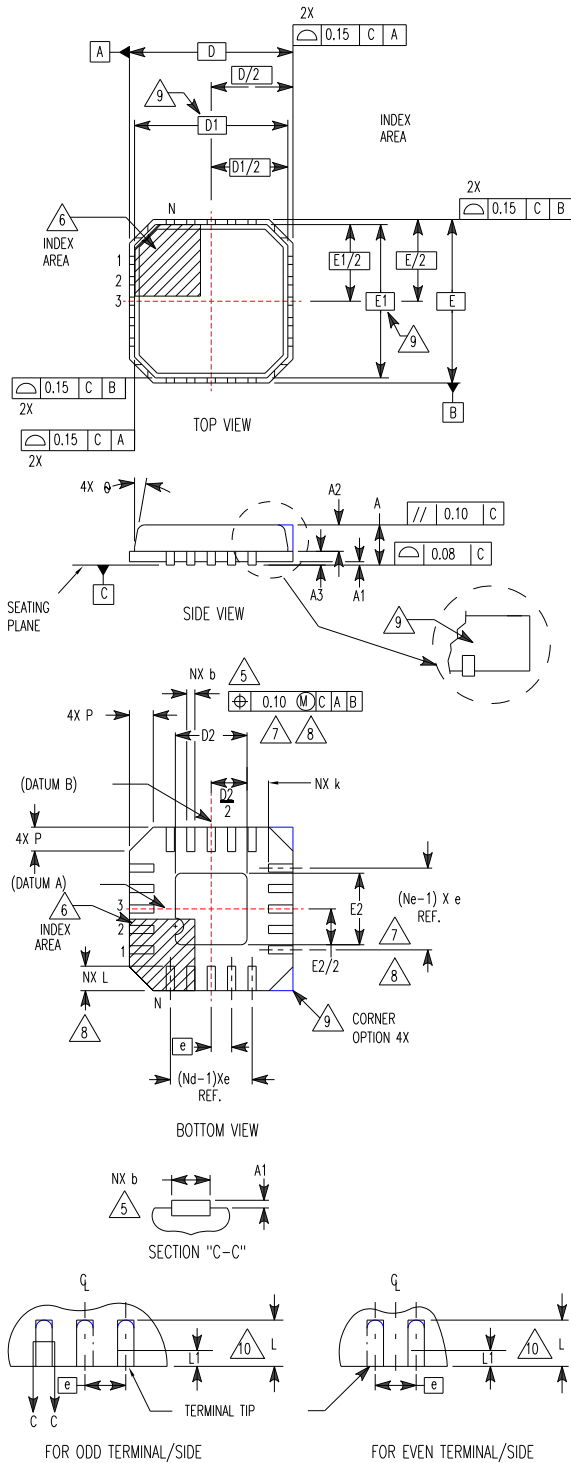 2X
⌓ 0.15 C A
A
D
D/2
9
INDEX
AREA
D1
D1/2
2X
⌓ 0.15 C B
6
INDEX
AREA
N
1
2
3
E1/2
E/2
E1
E
9
B
⌓ 0.15 C B
2X
⌓ 0.15 C A
2X
TOP VIEW
4X θ
A2
A
// 0.10 C
⌓ 0.08 C
A3
A1
C
SEATING
PLANE
SIDE VIEW
9
NX b
5
⌖ 0.10 Ⓜ C A B
4X P
D2
7
8
(DATUM B)
D2
2
NX k
4X P
(DATUM A)
6
INDEX
AREA
3
2
1
E2
E2/2
(Ne-1) X e
REF.
7
8
NX L
8
N
e
(Nd-1)Xe
REF.
9
CORNER
OPTION 4X
BOTTOM VIEW
NX b
5
A1
SECTION "C-C"
C
L
10
L
L1
e
C C
TERMINAL TIP
FOR ODD TERMINAL/SIDE
C
L
10
L
L1
e
FOR EVEN TERMINAL/SIDE